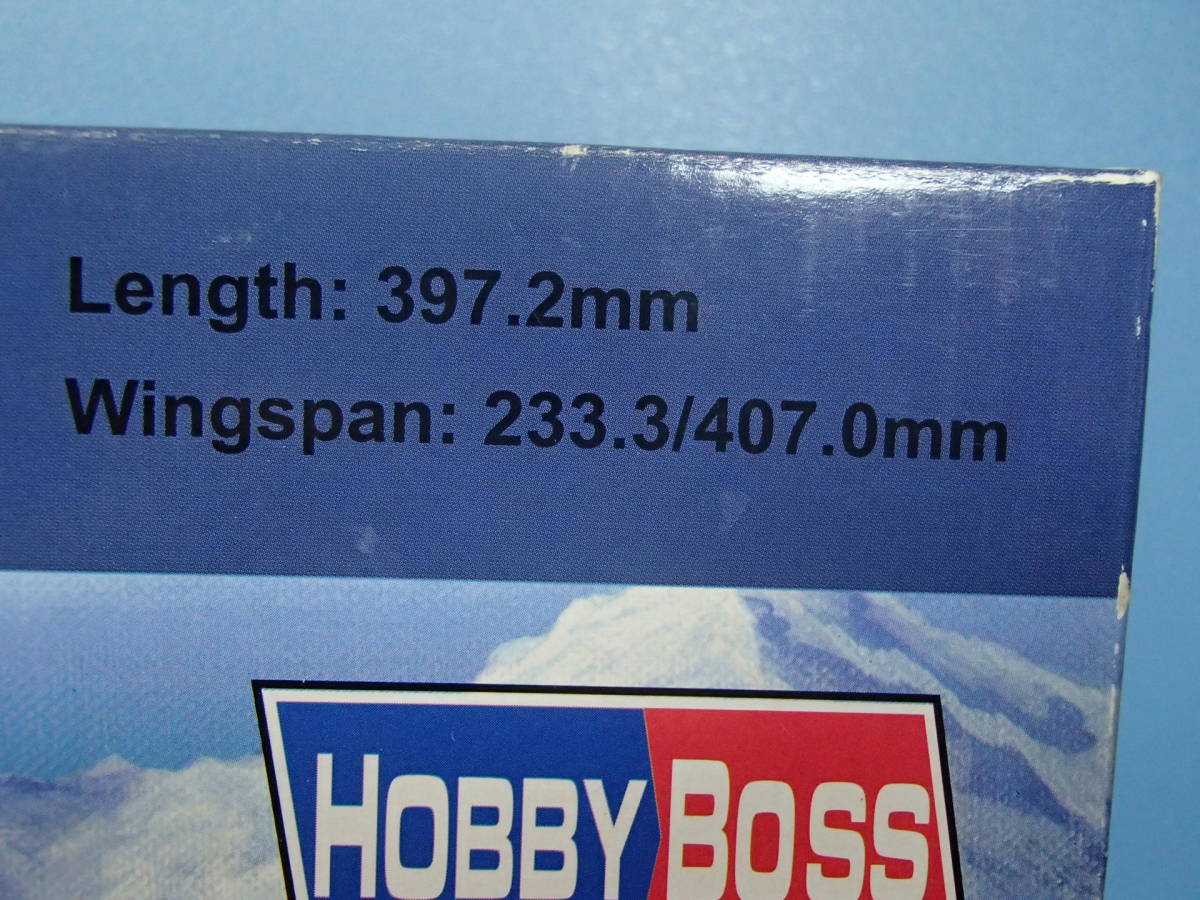 Length: 397.2mm
Wingspan: 233.3/407.0mm
HOBBY BOSS